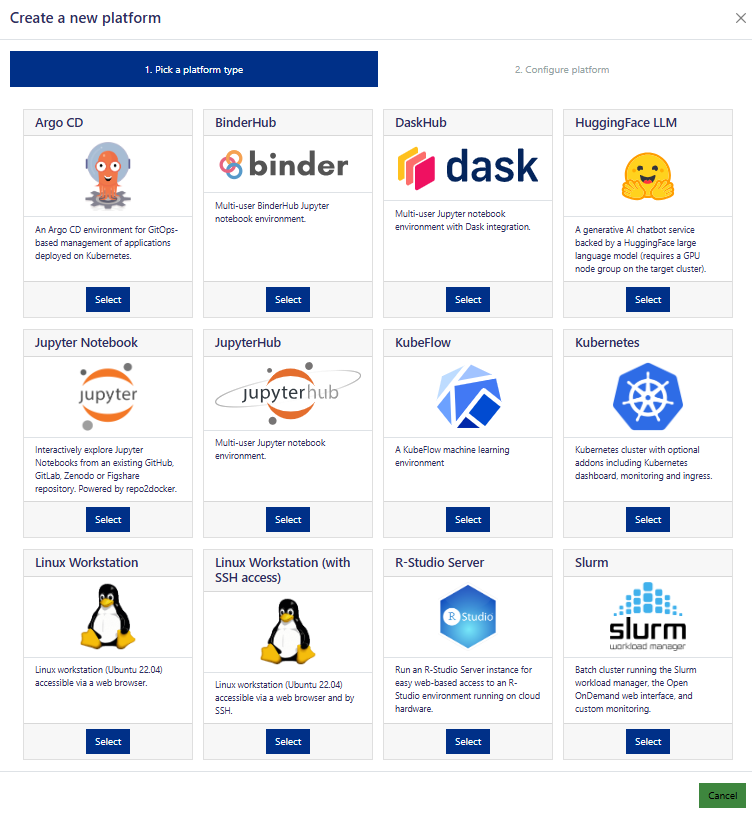 Create a new platform
1. Pick a platform type
2. Configure platform
Argo CD
An Argo CD environment for GitOps-
based management of applications
deployed on Kubernetes.
Select
BinderHub
binder
Multi-user BinderHub Jupyter
notebook environment.
Select
DaskHub
dask
Multi-user Jupyter notebook
environment with Dask integration.
Select
HuggingFace LLM
A generative AI chatbot service
backed by a HuggingFace large
language model (requires a GPU
node group on the target cluster).
Select
Jupyter Notebook
jupyter
Interactively explore Jupyter
Notebooks from an existing GitHub,
GitLab, Zenodo or Figshare
repository. Powered by repo2docker.
Select
JupyterHub
jupyterhub
Multi-user Jupyter notebook
environment.
Select
KubeFlow
A KubeFlow machine learning
environment
Select
Kubernetes
Kubernetes cluster with optional
addons including Kubernetes
dashboard, monitoring and ingress.
Select
Linux Workstation
Linux workstation (Ubuntu 22.04)
accessible via a web browser.
Select
Linux Workstation (with
SSH access)
Linux workstation (Ubuntu 22.04)
accessible via a web browser and by
SSH.
Select
R-Studio Server
R Studio
Run an R-Studio Server instance for
easy web-based access to an R-
Studio environment running on cloud
hardware.
Select
Slurm
slurm
workload manager
Batch cluster running the Slurm
workload manager, the Open
OnDemand web interface, and
custom monitoring.
Select
Cancel